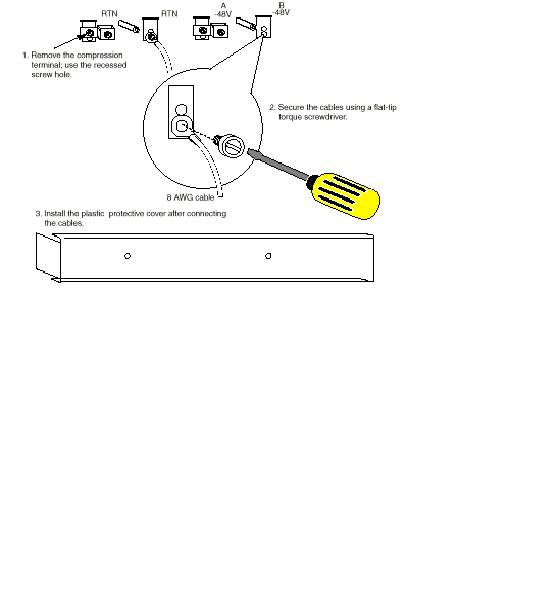 RTN
RTN
A
-48V
B
-48V
1. Remove the compression
terminal; use the recessed
screw hole.
2. Secure the cables using a flat-tip
torque screwdriver.
8 AWG cable
3. Install the plastic protective cover after connecting
the cables.